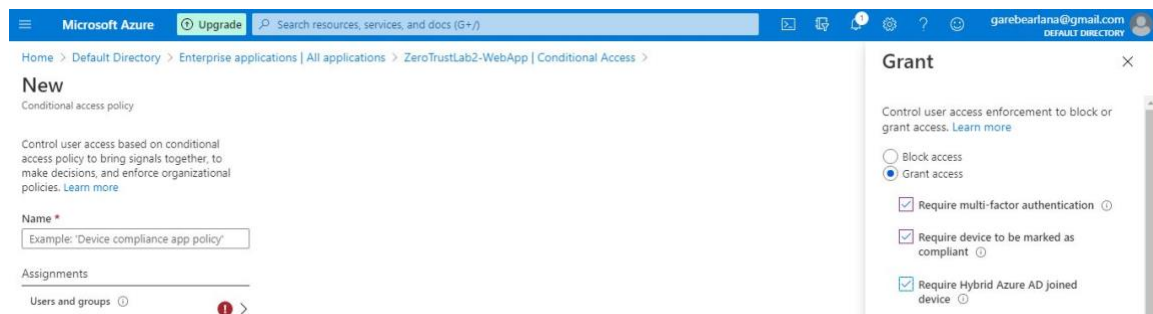 Microsoft Azure
Upgrade
Search resources, services, and docs (G+/)
1
garebearlana@gmail.com
DEFAULT DIRECTORY
Home > Default Directory > Enterprise applications | All applications > ZeroTrustLab2-WebApp | Conditional Access >
New
Conditional access policy
Control user access based on conditional
access policy to bring signals together, to
make decisions, and enforce organizational
policies. Learn more
Name *
Example: 'Device compliance app policy'
Assignments
Users and groups
Grant
Control user access enforcement to block or
grant access. Learn more
Block access
Grant access
Require multi-factor authentication
Require device to be marked as
compliant
Require Hybrid Azure AD joined
device